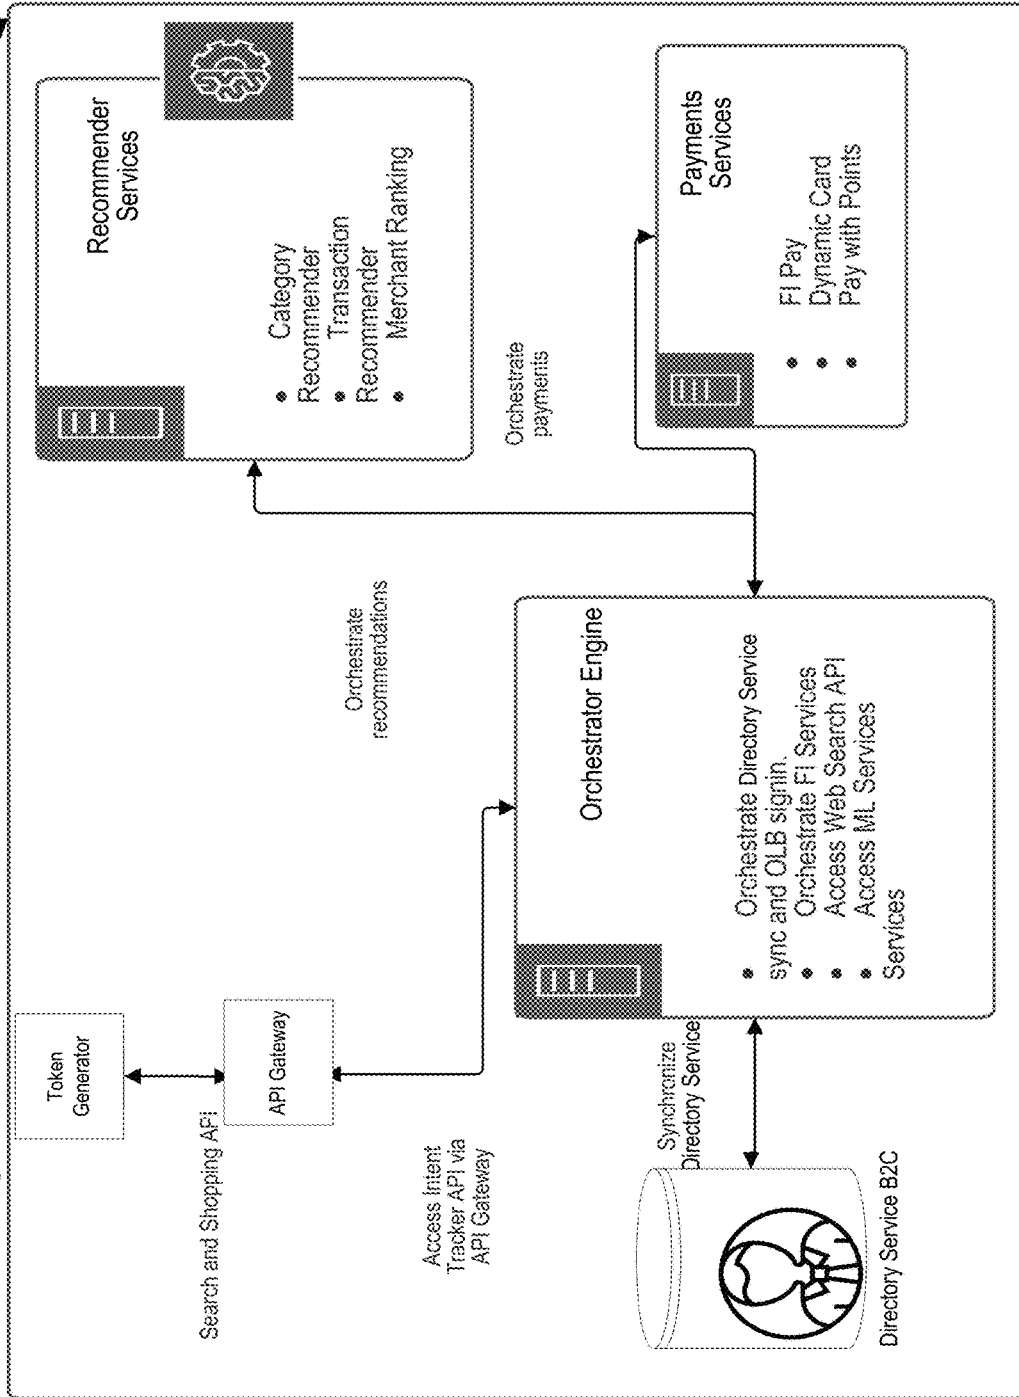 Token
Generator
Search and Shopping API
API Gateway
Access Intent
Tracker API via
API Gateway
Synchronize
Directory Service
Directory Service B2C
Recommender
Services
• Category
Recommender
• Transaction
Recommender
• Merchant Ranking
Orchestrate
recommendations
Orchestrate
payments
Orchestrator Engine
• Orchestrate Directory Service
sync and OLB signin.
• Orchestrate FI Services
• Access Web Search API
• Access ML Services
Services
Payments
Services
• FI Pay
• Dynamic Card
• Pay with Points